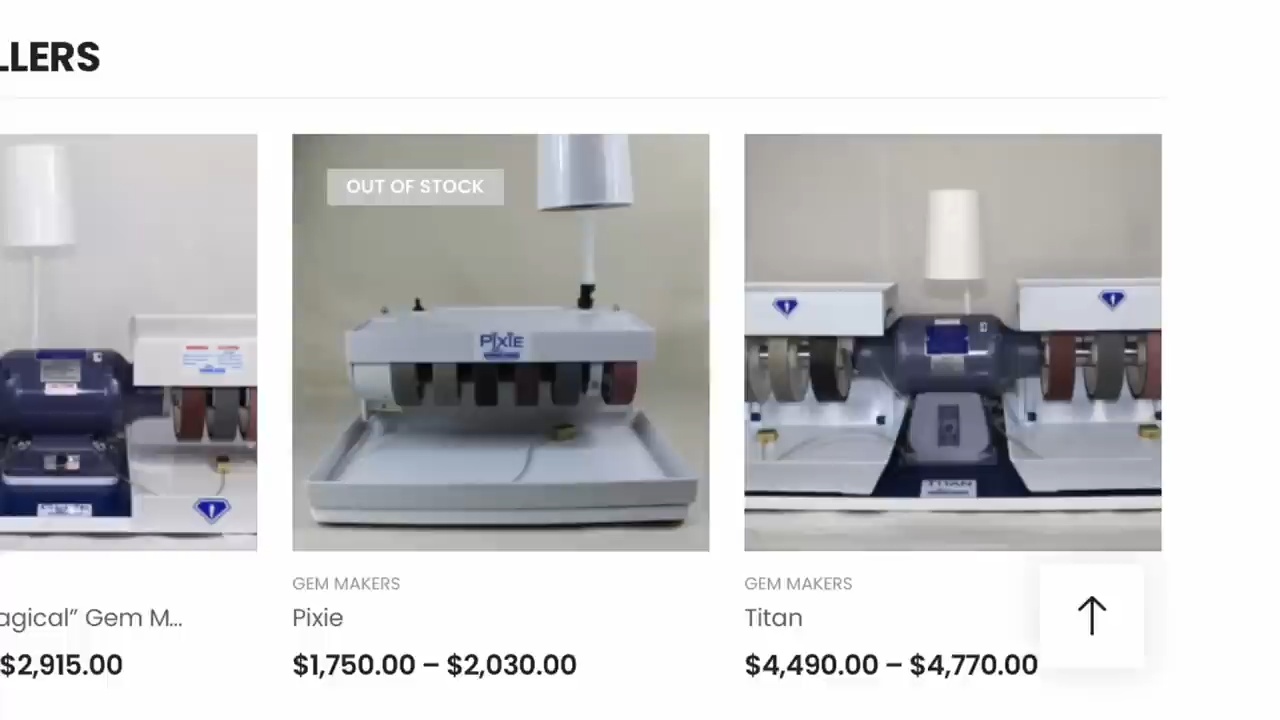 LLERS
OUT OF STOCK
PIXIE
TITAN
GEM MAKERS
GEM MAKERS
agical” Gem M...
Pixie
Titan
$2,915.00
$1,750.00 – $2,030.00
$4,490.00 – $4,770.00